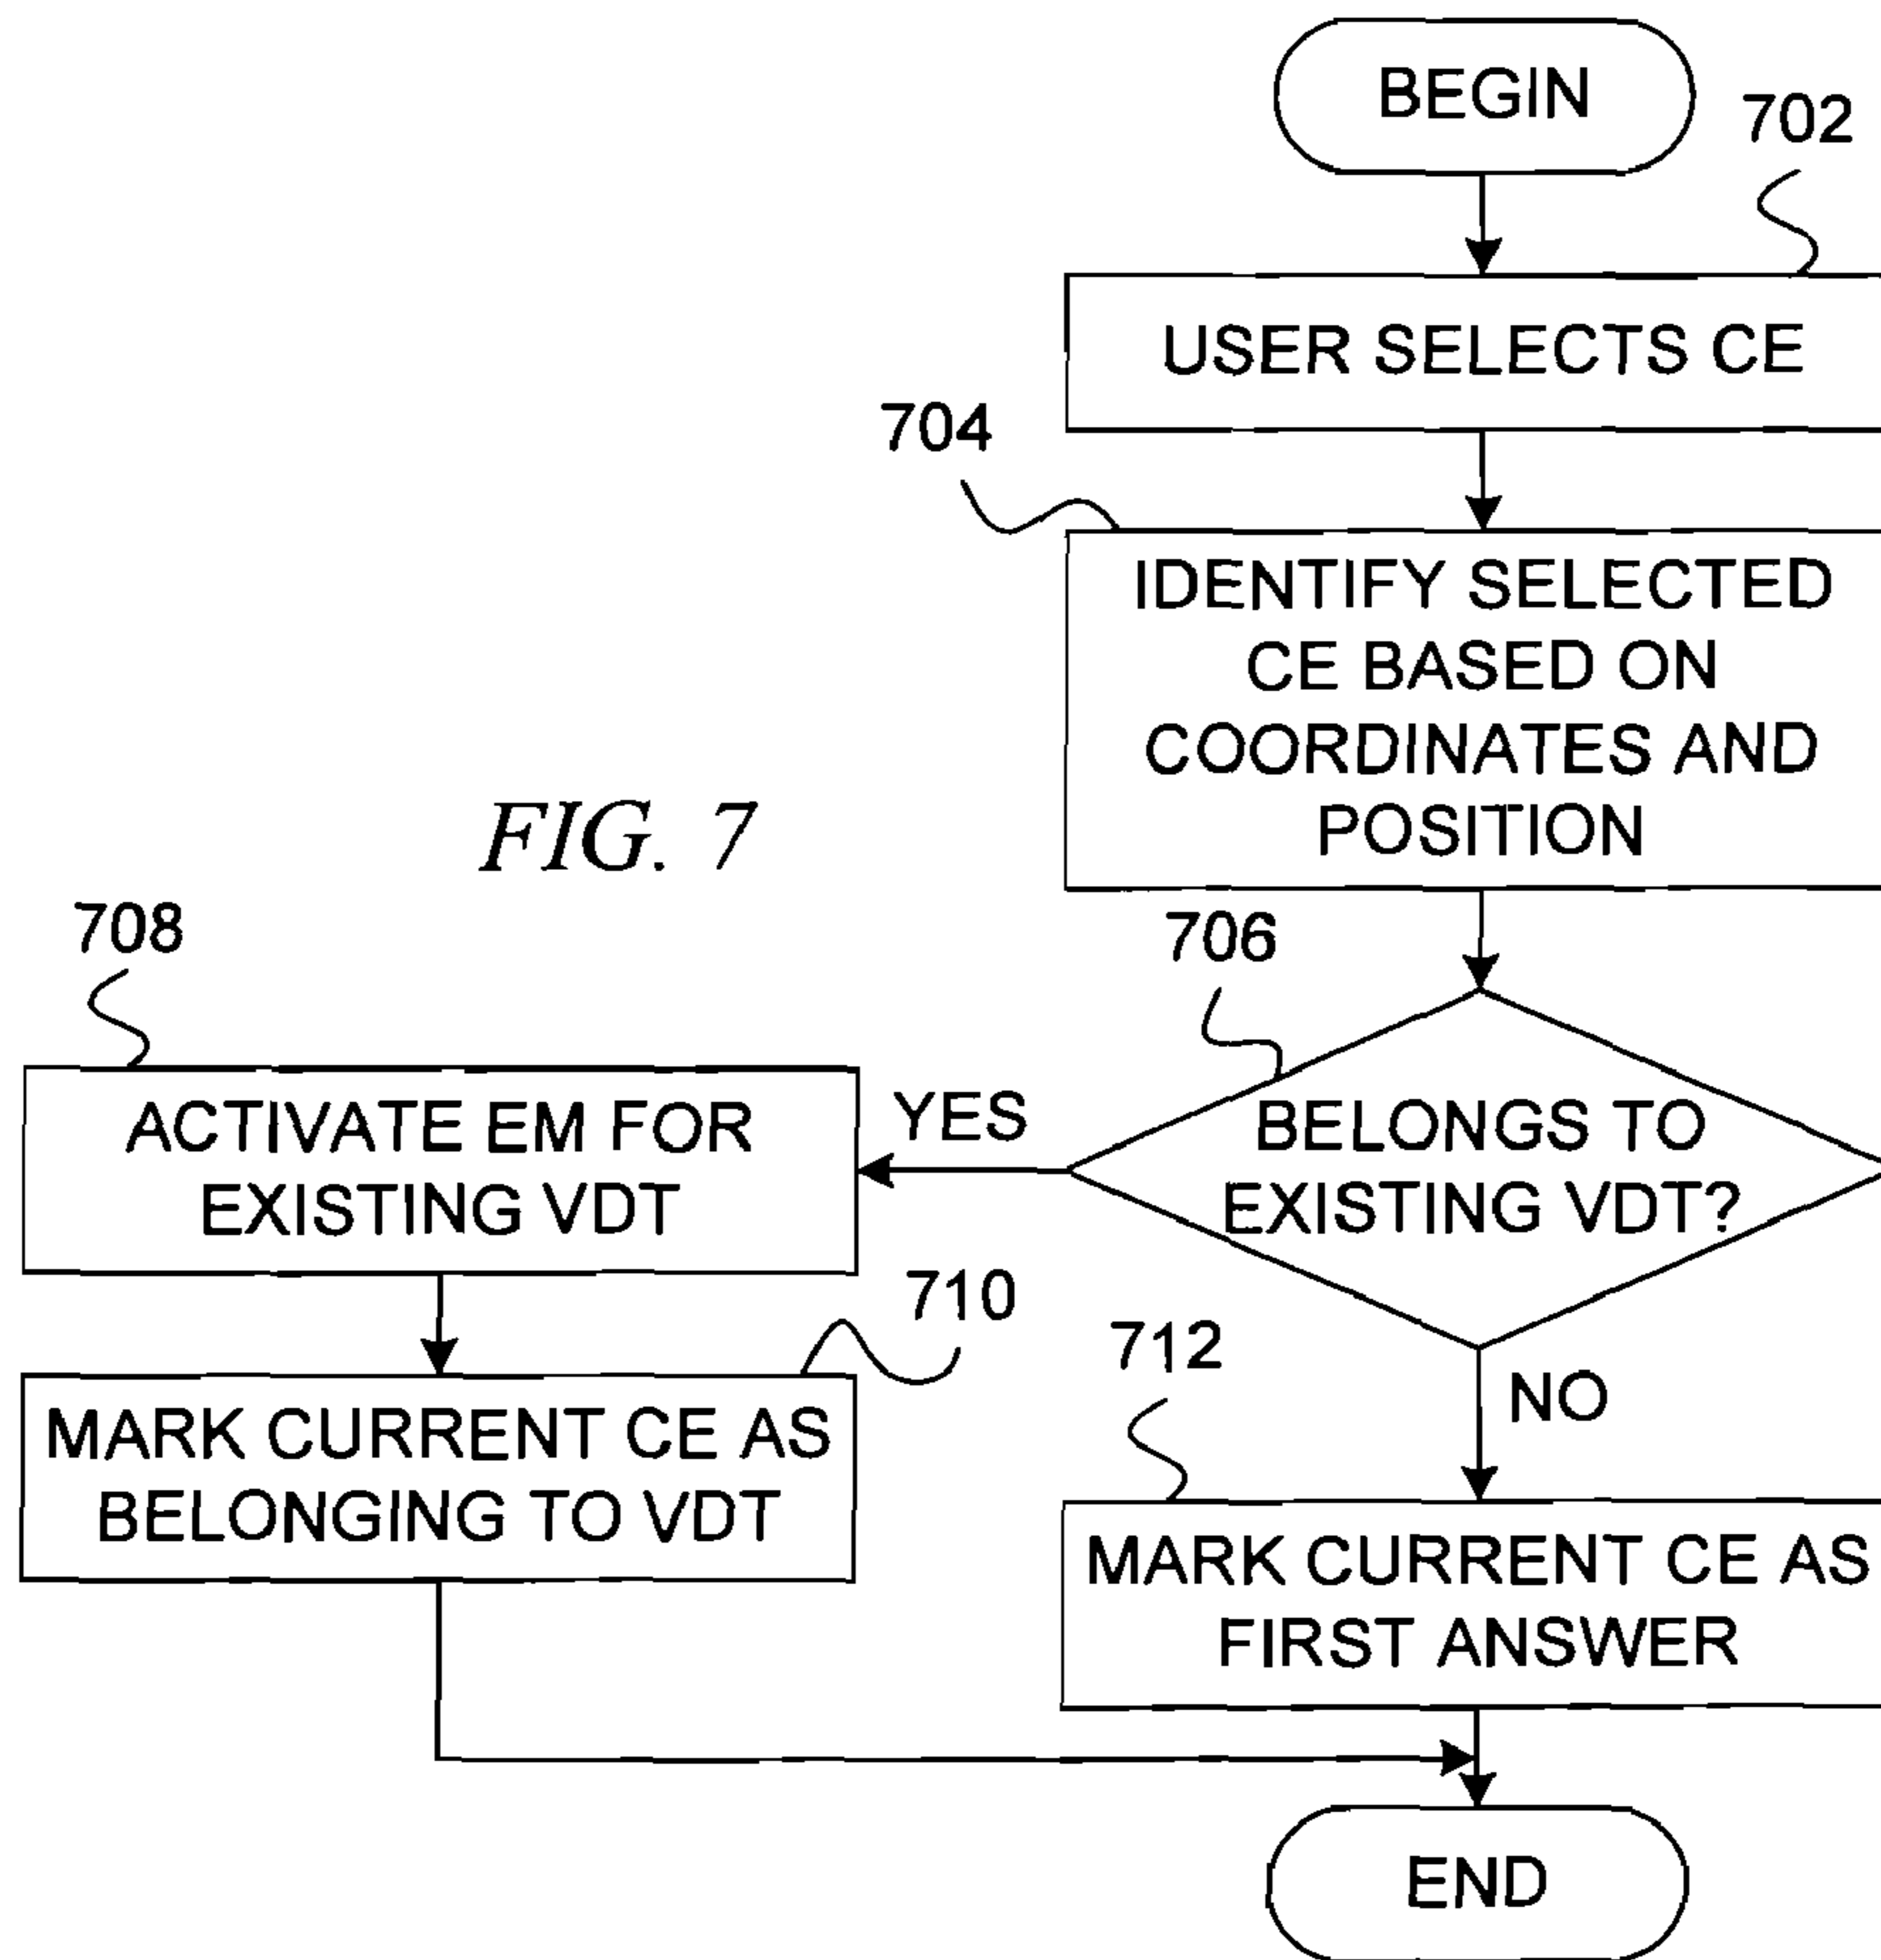 BEGIN
702
USER SELECTS CE
704
IDENTIFY SELECTED
CE BASED ON
COORDINATES AND
POSITION
FIG. 7
706
BELONGS TO
EXISTING VDT?
YES
708
ACTIVATE EM FOR
EXISTING VDT
710
MARK CURRENT CE AS
BELONGING TO VDT
NO
712
MARK CURRENT CE AS
FIRST ANSWER
END